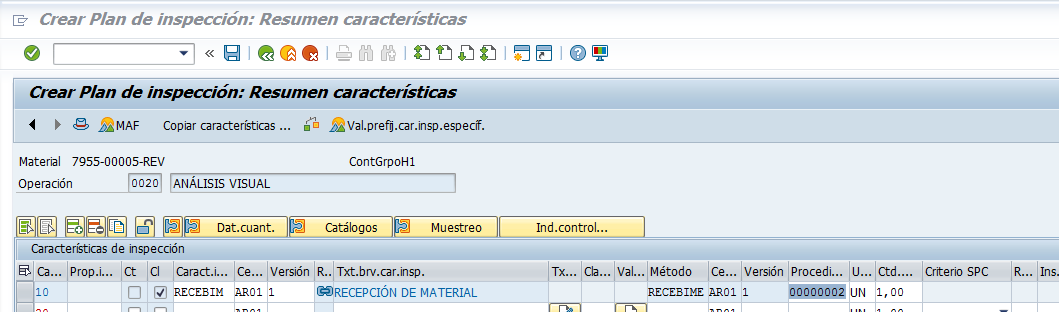 Crear Plan de inspección: Resumen características
Crear Plan de inspección: Resumen características
MAF Copiar características ... Val.prefij.car.insp.específ.
Material 7955-00005-REV ContGrpoH1
Operación 0020 ANÁLISIS VISUAL
Dat.cuant. Catálogos Muestreo Ind.control...
Características de inspección
Ca... Prop.i... Ct Cl Caract.i... Ce... Versión R.. Txt.brv.car.insp. Tx... Cla... Val... Método Ce... Versión Procedi... U... Ctd.... Criterio SPC R... Ins.
10 RECEBIM AR01 1 RECEPCIÓN DE MATERIAL RECEBIME AR01 1 00000002 UN 1,00